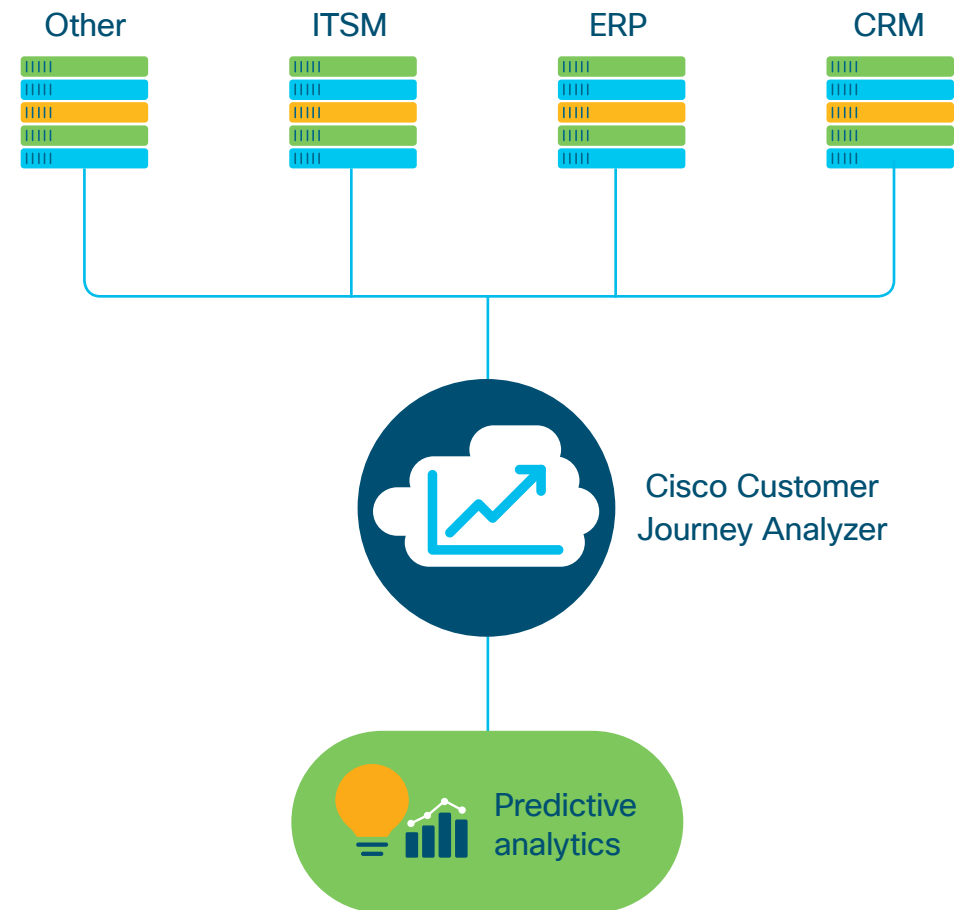 Other
ITSM
ERP
CRM
Cisco Customer
Journey Analyzer
Predictive
analytics